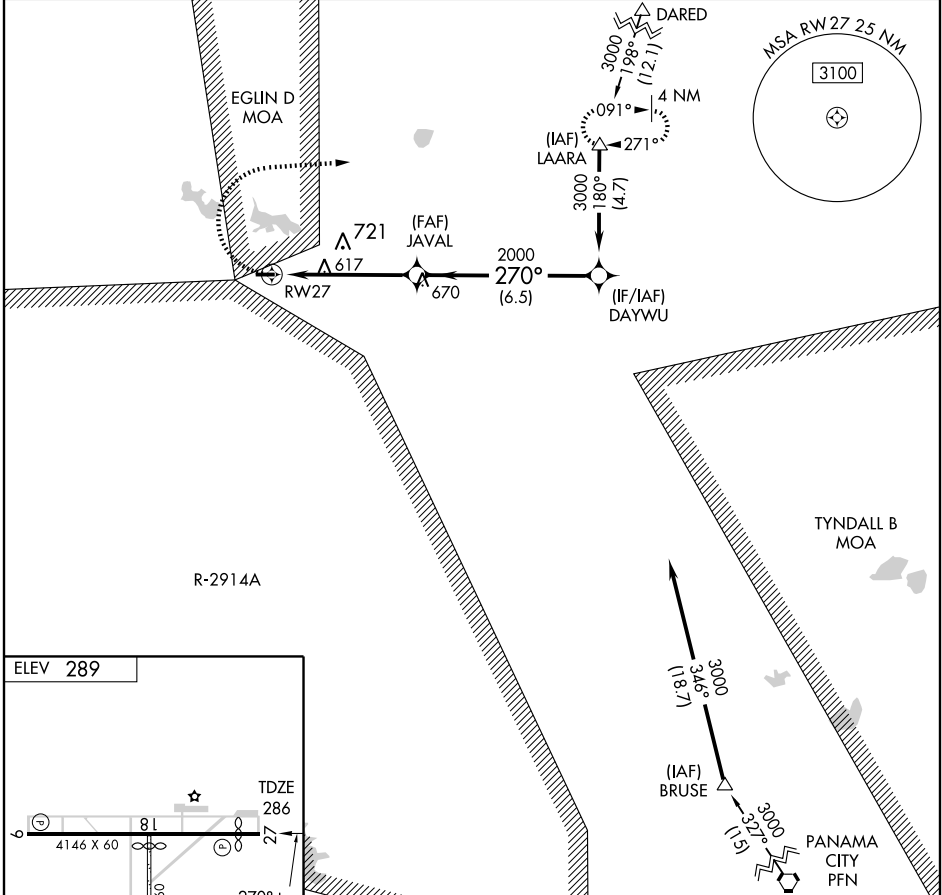 DARED
3000
198°
(12.1)
MSA RW 27 25 NM
3100
EGLIN D
MOA
091°
4 NM
271°
(IAF)
LAARA
3000
180°
(4.7)
721
617
RW27
(FAF)
JAVAL
670
2000
270°
(6.5)
(IF/IAF)
DAYWU
TYNDALL B
MOA
R-2914A
3000
346°
(18.7)
(IAF)
BRUSE
3000
327°
(15)
PANAMA
CITY
PFN
ELEV 289
TDZE
286
P
18
9
27
4146 X 60
P